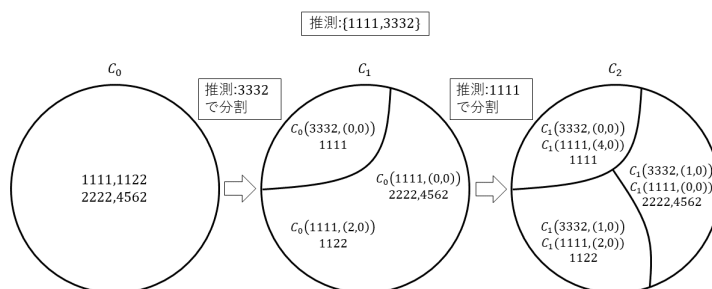 推測:{1111,3332}
C₀
推測:3332
で分割
C₁
推測:1111
で分割
C₂
1111,1122
2222,4562
C₀(3332,(0,0))
1111
C₀(1111,(0,0))
2222,4562
C₀(1111,(2,0))
1122
C₁(3332,(0,0))
C₁(1111,(4,0))
1111
C₁(3332,(1,0))
C₁(1111,(0,0))
2222,4562
C₁(3332,(1,0))
C₁(1111,(2,0))
1122